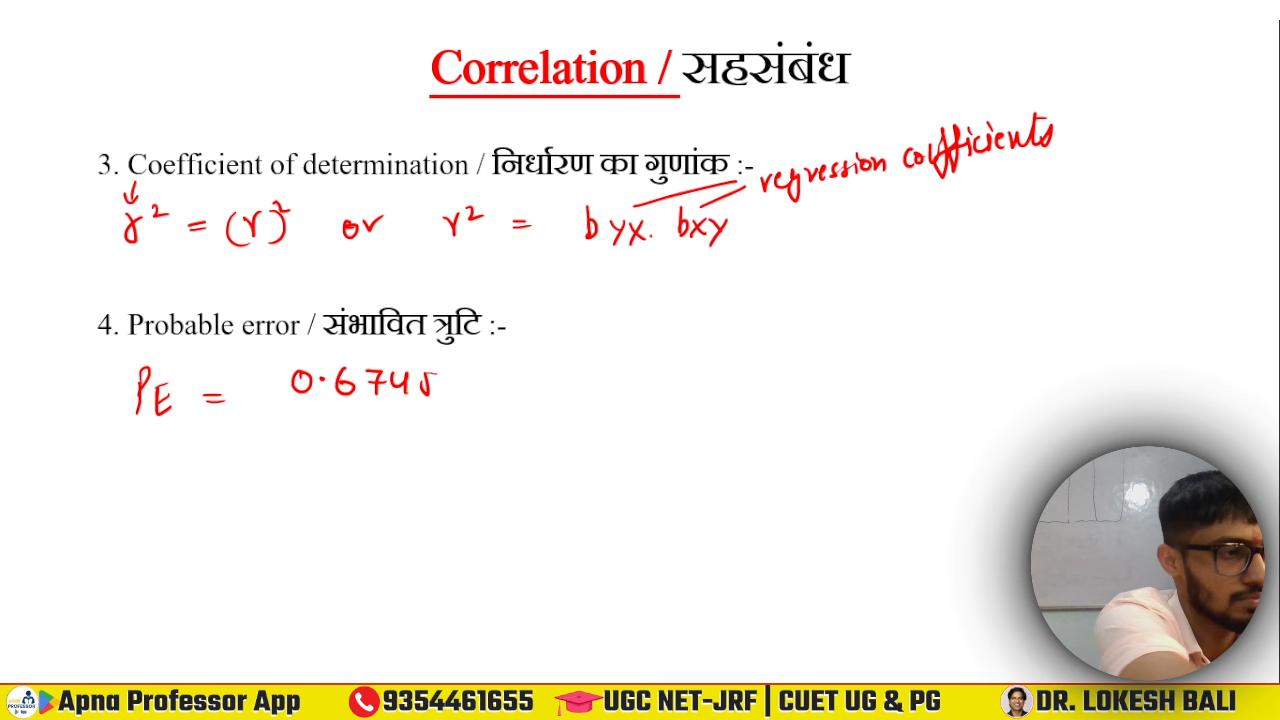 Correlation / सहसंबंध
3. Coefficient of determination / निर्धारण का गुणांक :-
regression coefficients
r² = (r)² or r² = byx. bxy
4. Probable error / संभावित त्रुटि :-
PE = 0.6745
Apna Professor App 9354461655 UGC NET-JRF | CUET UG & PG DR. LOKESH BALI